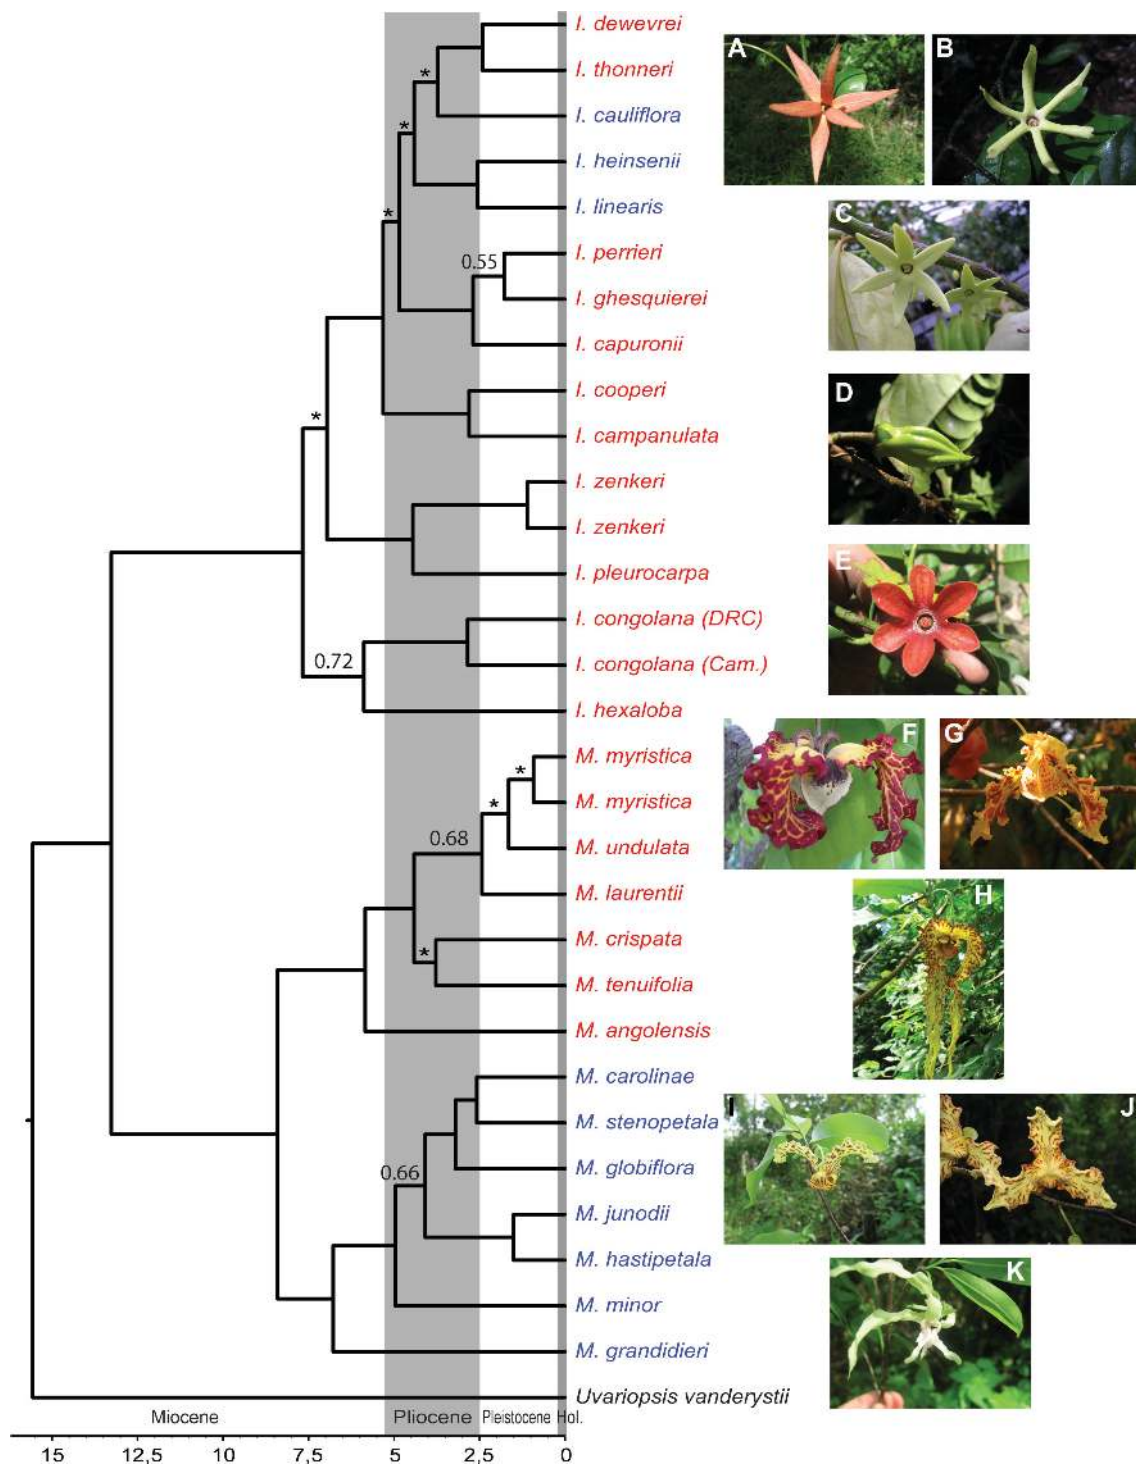 I. dewevrei
A
B
I. thonneri
*
I. cauliflora
*
I. heinsenii
C
*
I. linearis
I. perrieri
0.55
I. ghesquierei
I. capuronii
D
I. cooperi
*
I. campanulata
I. zenkeri
I. zenkeri
E
I. pleurocarpa
I. congolana (DRC)
0.72
I. congolana (Cam.)
I. hexaloba
F
G
M. myristica
*
*
M. myristica
0.68
M. undulata
H
M. laurentii
*
M. crispata
M. tenuifolia
M. angolensis
M. carolinae
I
J
M. stenopetala
0.66
M. globiflora
M. junodii
M. hastipetala
K
M. minor
M. grandidieri
Uvariopsis vanderystii
Miocene Pliocene Pleistocene Hol.
15 12,5 10 7,5 5 2,5 0